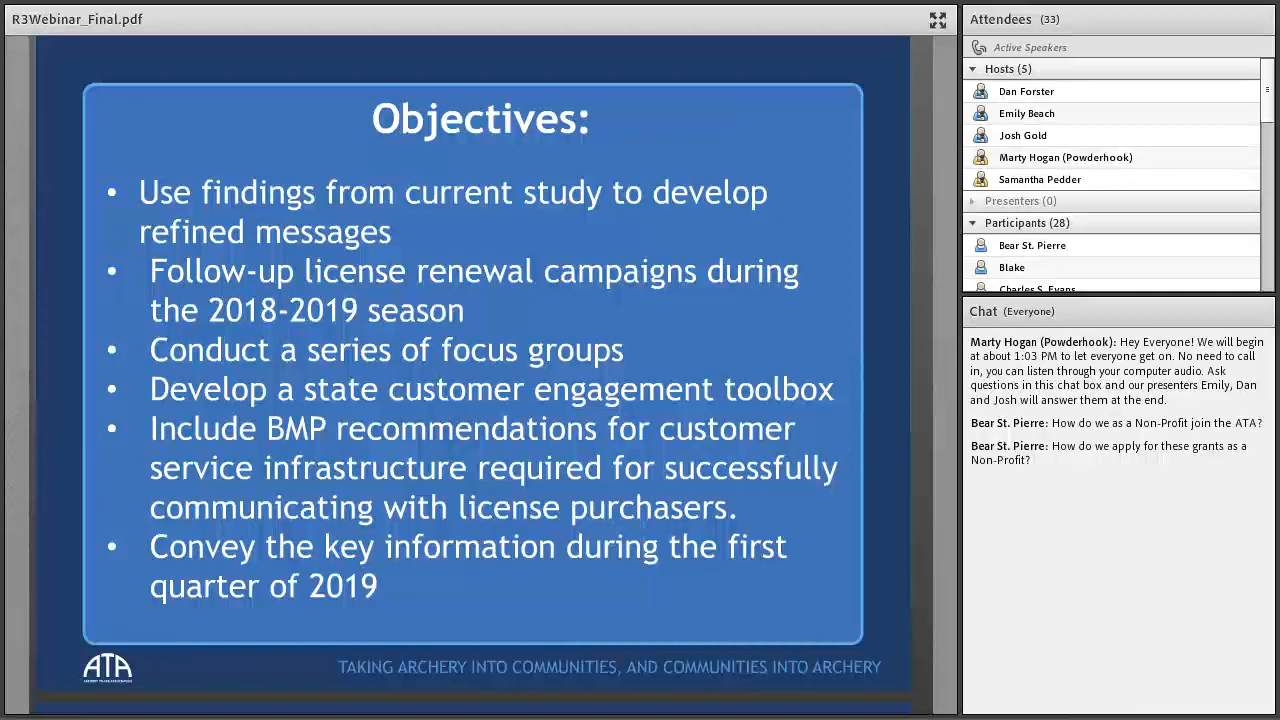 R3Webinar_Final.pdf
Objectives:
• Use findings from current study to develop
refined messages
• Follow-up license renewal campaigns during
the 2018-2019 season
• Conduct a series of focus groups
• Develop a state customer engagement toolbox
• Include BMP recommendations for customer
service infrastructure required for successfully
communicating with license purchasers.
• Convey the key information during the first
quarter of 2019
ATA
TAKING ARCHERY INTO COMMUNITIES, AND COMMUNITIES INTO ARCHERY
Attendees (33)
Active Speakers
Hosts (5)
Dan Forster
Emily Beach
Josh Gold
Marty Hogan (Powderhook)
Samantha Pedder
Presenters (0)
Participants (28)
Bear St. Pierre
Blake
Charles S. Evans
Chat (Everyone)
Marty Hogan (Powderhook): Hey Everyone! We will begin
at about 1:03 PM to let everyone get on. No need to call
in, you can listen through your computer audio. Ask
questions in this chat box and our presenters Emily, Dan
and Josh will answer them at the end.
Bear St. Pierre: How do we as a Non-Profit join the ATA?
Bear St. Pierre: How do we apply for these grants as a
Non-Profit?